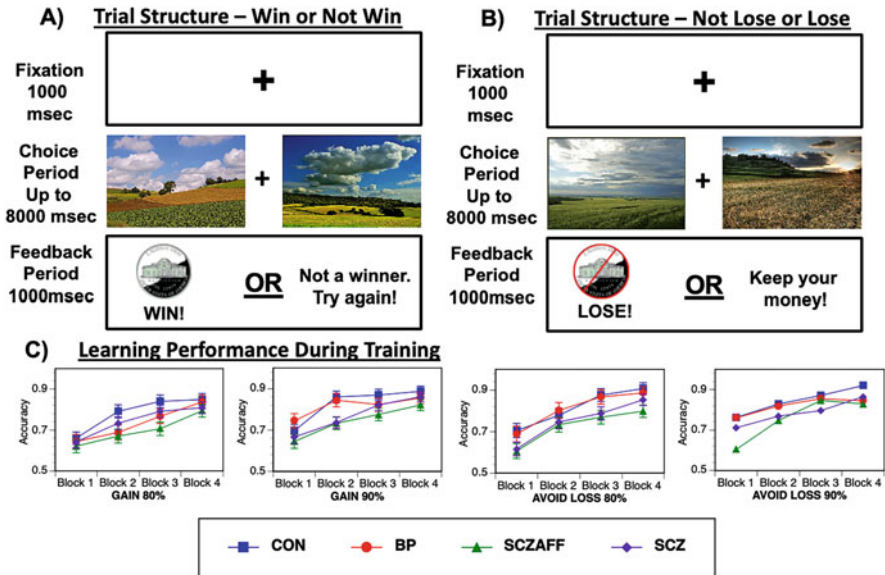 A) Trial Structure – Win or Not Win
Fixation
1000
msec
+
Choice
Period
Up to
8000 msec
+
Feedback
Period
1000msec
WIN!
OR
Not a winner.
Try again!
B) Trial Structure – Not Lose or Lose
Fixation
1000
msec
+
Choice
Period
Up to
8000 msec
+
Feedback
Period
1000msec
LOSE!
OR
Keep your
money!
C) Learning Performance During Training
Accuracy
0.9
0.7
0.5
Block 1 Block 2 Block 3 Block 4
GAIN 80%
Accuracy
0.9
0.7
0.5
Block 1 Block 2 Block 3 Block 4
GAIN 90%
Accuracy
0.9
0.7
0.5
Block 1 Block 2 Block 3 Block 4
AVOID LOSS 80%
Accuracy
0.9
0.7
0.5
Block 1 Block 2 Block 3 Block 4
AVOID LOSS 90%
CON BP SCZAFF SCZ